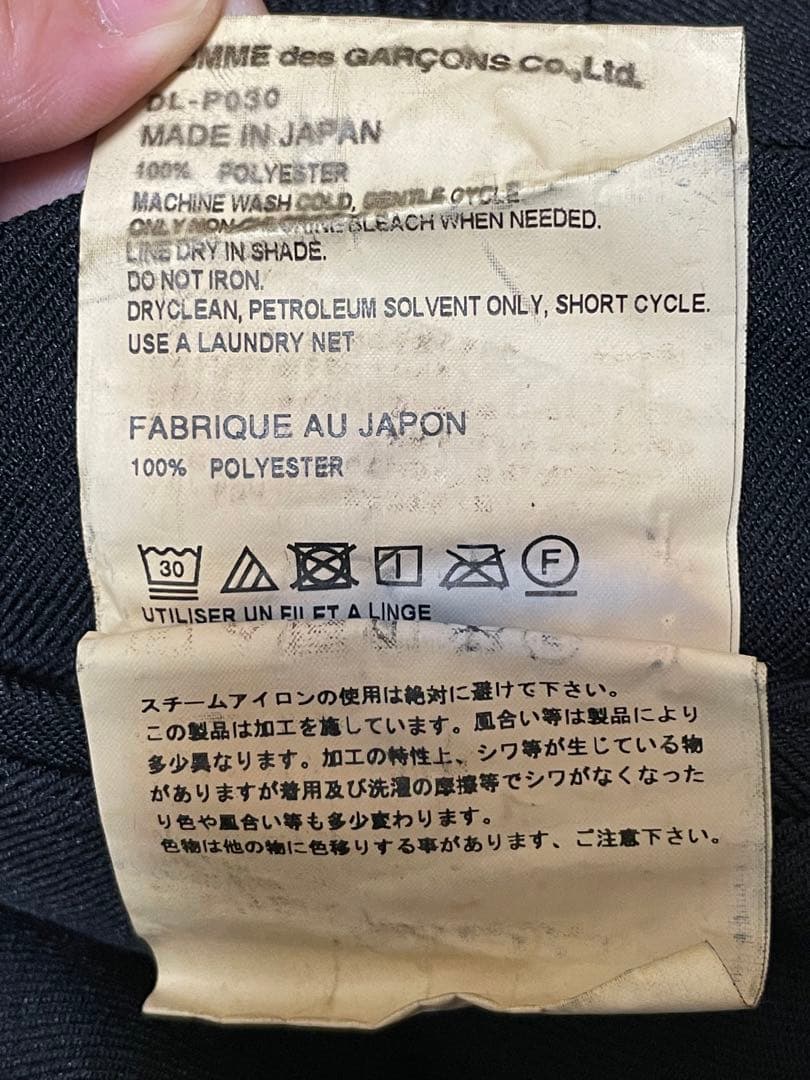 OMME des GARÇONS Co.,Ltd.
DL-P030
MADE IN JAPAN
100% POLYESTER
MACHINE WASH COLD, GENTLE CYCLE.
ONLY NON-CHLORINE BLEACH WHEN NEEDED.
LINE DRY IN SHADE.
DO NOT IRON.
DRYCLEAN, PETROLEUM SOLVENT ONLY, SHORT CYCLE.
USE A LAUNDRY NET
FABRIQUE AU JAPON
100% POLYESTER
30 F
UTILISER UN FILET A LINGE
スチームアイロンの使用は絶対に避けて下さい。
この製品は加工を施しています。風合い等は製品により
多少異なります。加工の特性上、シワ等が生じている物
がありますが着用及び洗濯の摩擦等でシワがなくなった
り色や風合い等も多少変わります。
色物は他の物に色移りする事があります、ご注意下さい。